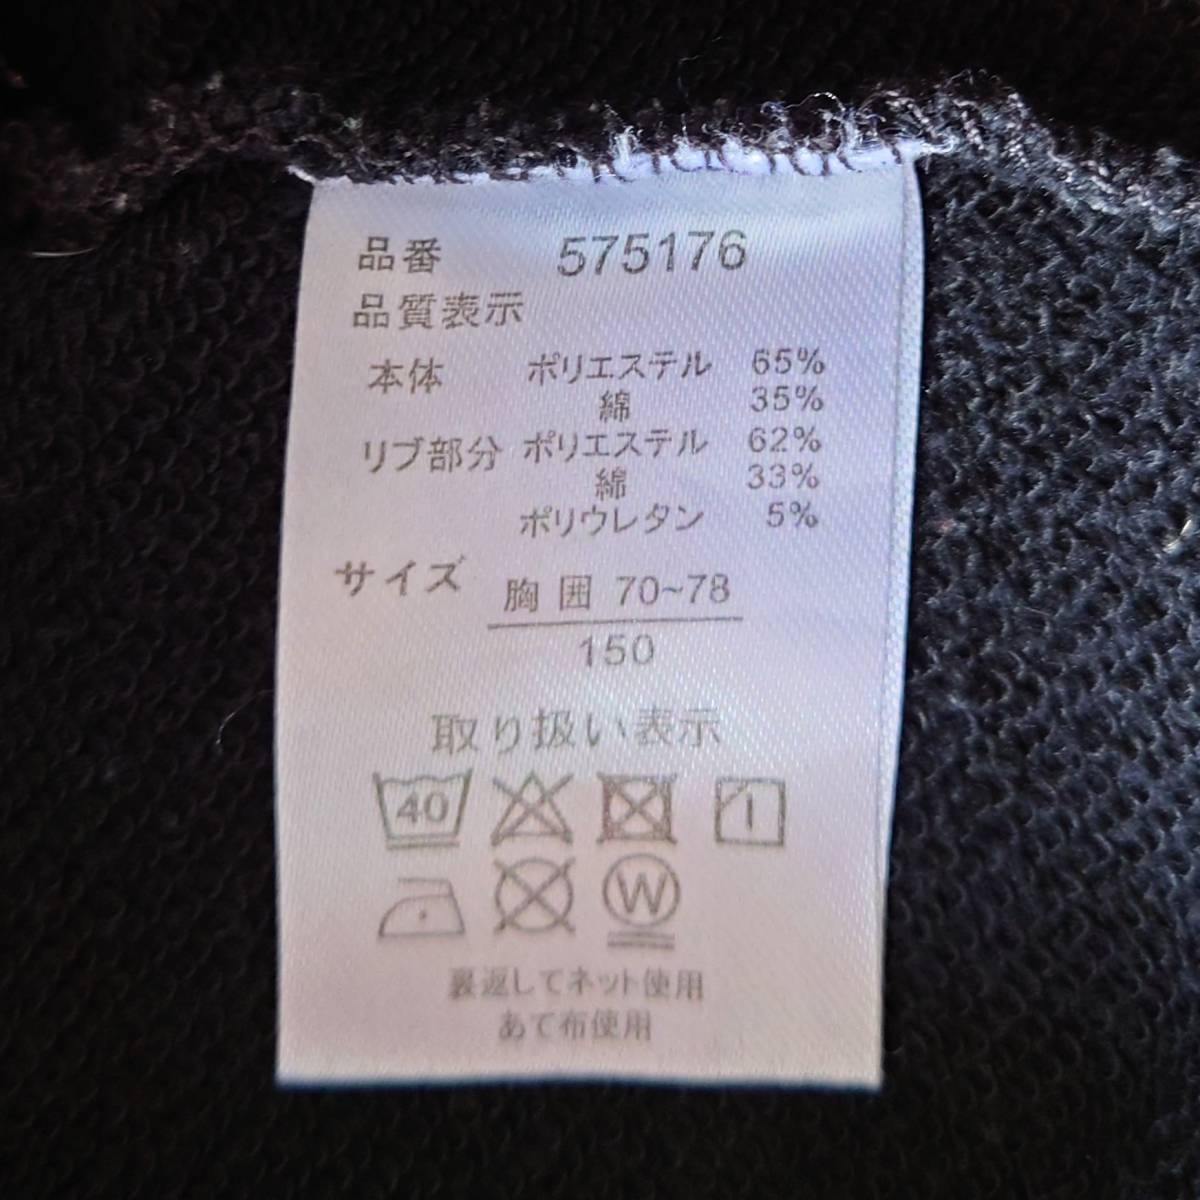 品番 575176
品質表示
本体 ポリエステル 65%
綿 35%
リブ部分 ポリエステル 62%
綿 33%
ポリウレタン 5%
サイズ 胸囲 70~78
150
取り扱い表示
40
W
裏返してネット使用
あて布使用